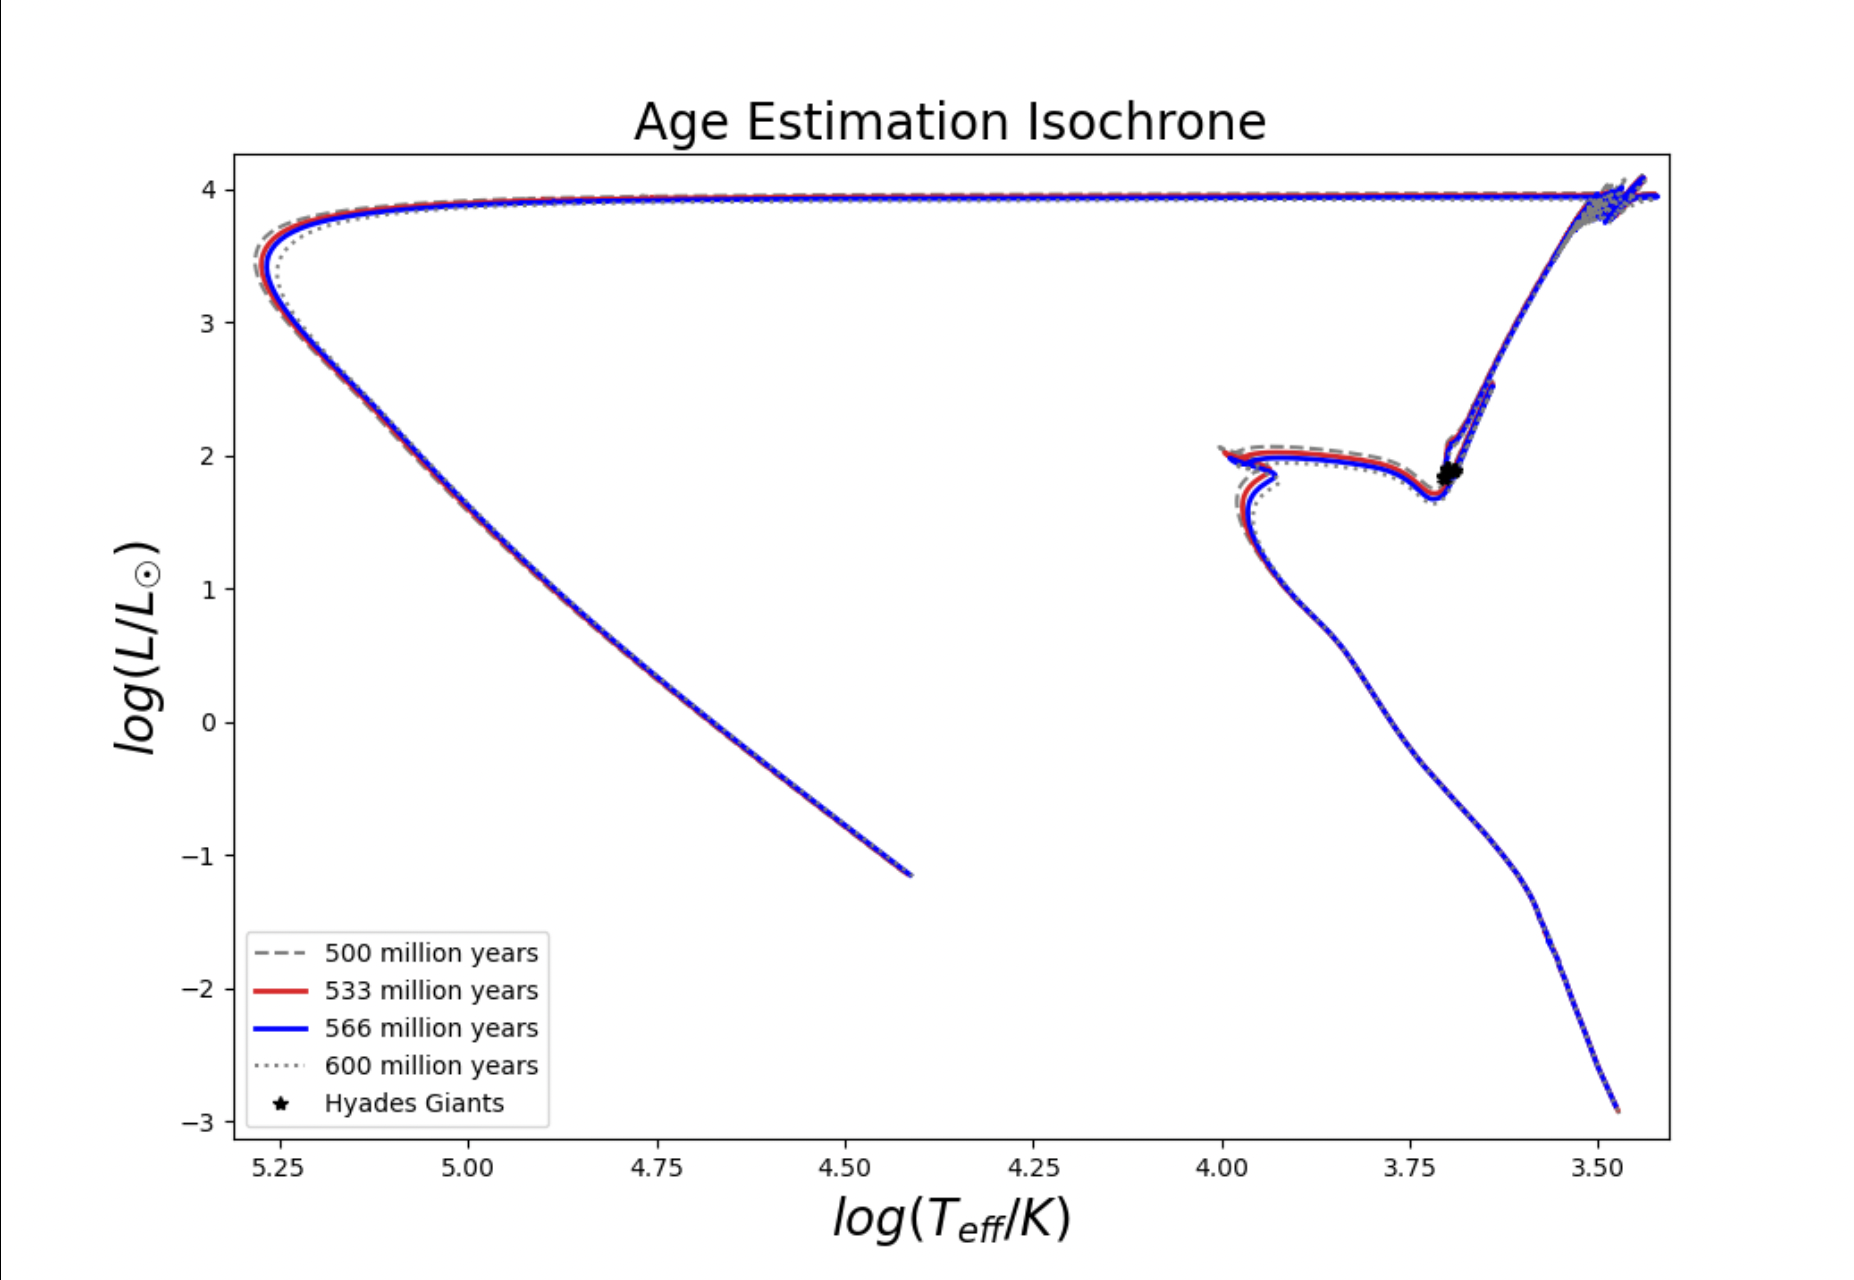 Age Estimation Isochrone
log(L/L☉)
4
3
2
1
0
−1
−2
−3
500 million years
533 million years
566 million years
600 million years
Hyades Giants
5.25 5.00 4.75 4.50 4.25 4.00 3.75 3.50
log(T_eff/K)